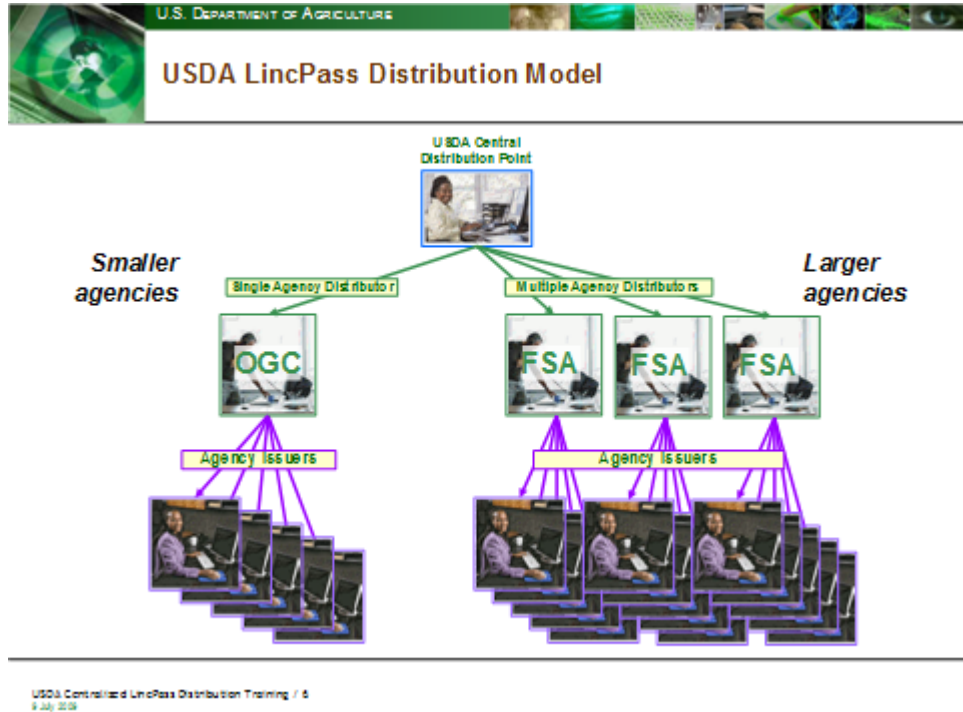 U.S. DEPARTMENT OF AGRICULTURE
USDA LincPass Distribution Model
USDA Central
Distribution Point
Smaller
agencies
Larger
agencies
Single Agency Distributor
Multiple Agency Distributors
OGC
FSA
FSA
FSA
Agency Issuers
Agency Issuers
USDA Centralized LincPass Distribution Training / 6
July